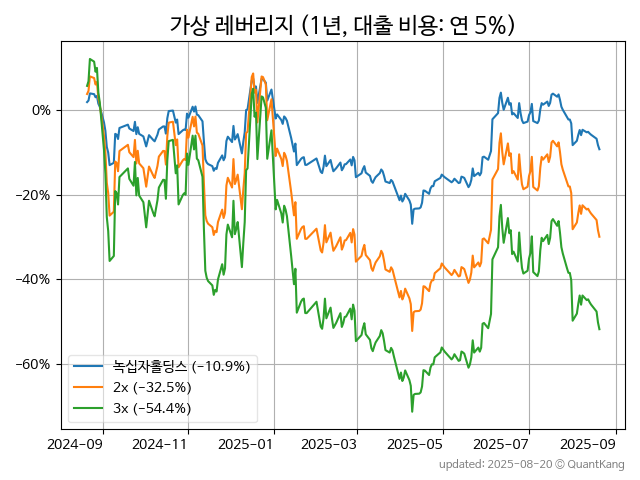 가상 레버리지 (1년, 대출 비용: 연 5%)
0%
−20%
−40%
−60%
녹십자홀딩스 (−10.9%)
2x (−32.5%)
3x (−54.4%)
2024−09 2024−11 2025−01 2025−03 2025−05 2025−07 2025−09
updated: 2025-08-20 © QuantKang